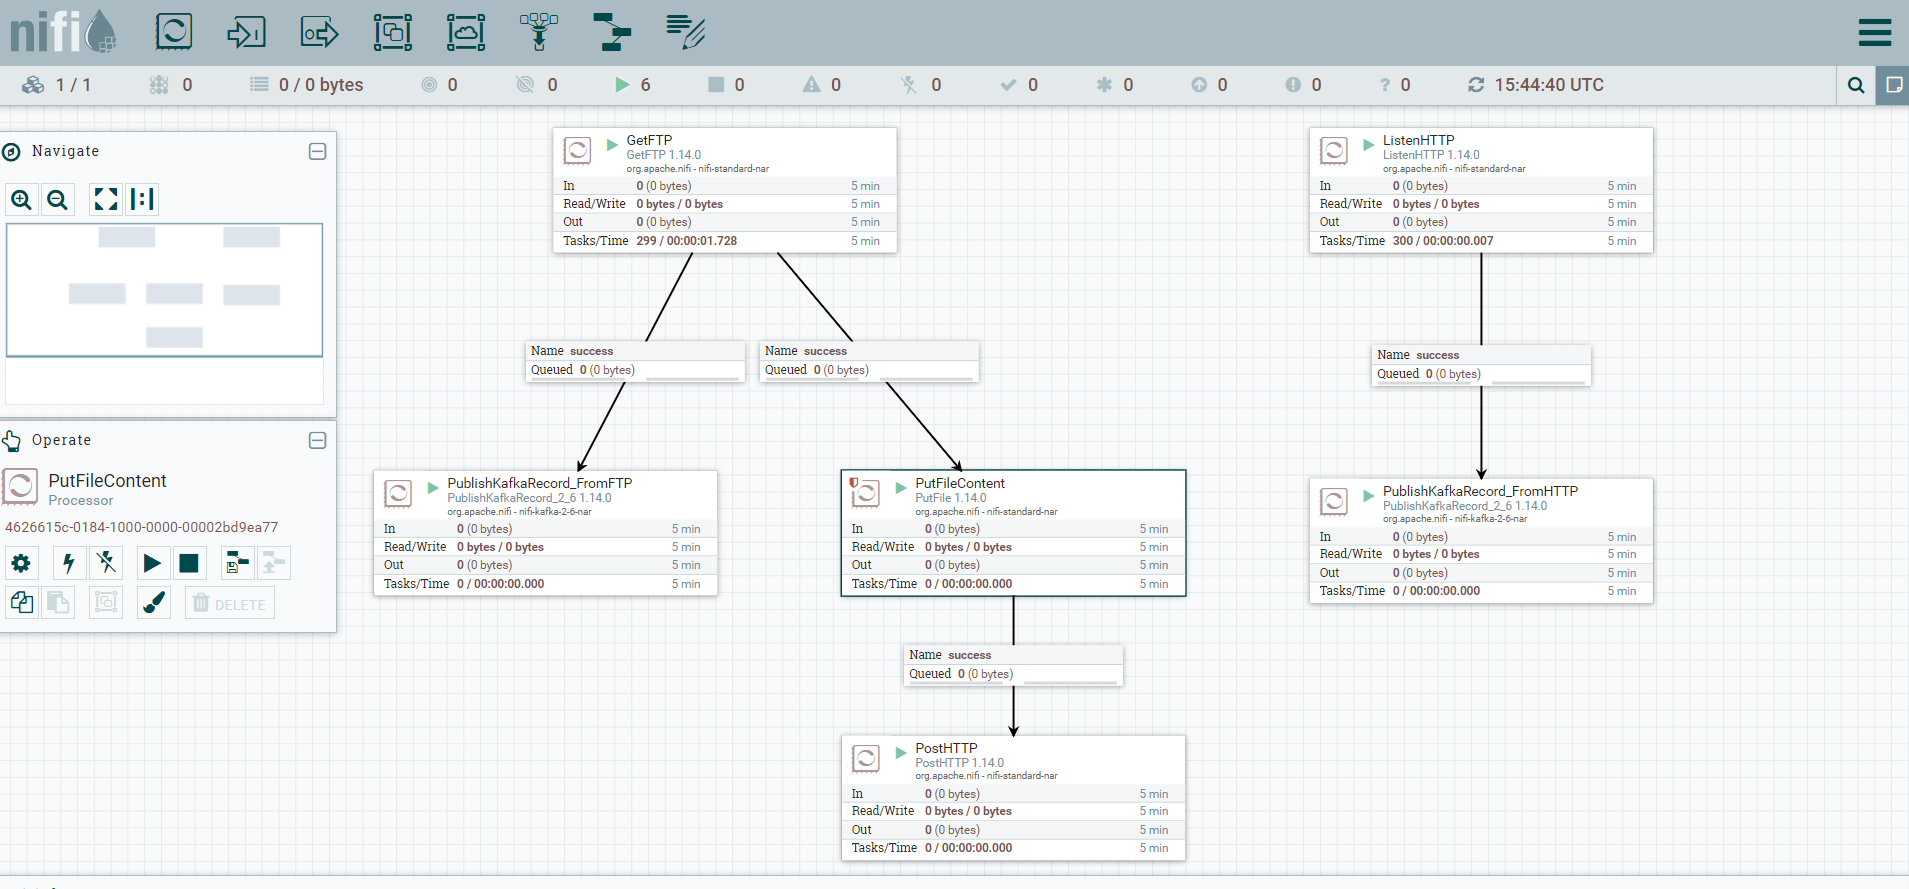 nifi
1 / 1 0 0 / 0 bytes 0 0 6 0 0 0 0 0 0 0 ? 0 15:44:40 UTC
Navigate
Operate
PutFileContent
Processor
4626615c-0184-1000-0000-00002bd9ea77
DELETE
GetFTP
GetFTP 1.14.0
org.apache.nifi - nifi-standard-nar
In 0 (0 bytes) 5 min
Read/Write 0 bytes / 0 bytes 5 min
Out 0 (0 bytes) 5 min
Tasks/Time 299 / 00:00:01.728 5 min
ListenHTTP
ListenHTTP 1.14.0
org.apache.nifi - nifi-standard-nar
In 0 (0 bytes) 5 min
Read/Write 0 bytes / 0 bytes 5 min
Out 0 (0 bytes) 5 min
Tasks/Time 300 / 00:00:00.007 5 min
Name success
Queued 0 (0 bytes)
Name success
Queued 0 (0 bytes)
Name success
Queued 0 (0 bytes)
PublishKafkaRecord_FromFTP
PublishKafkaRecord_2_6 1.14.0
org.apache.nifi - nifi-kafka-2-6-nar
In 0 (0 bytes) 5 min
Read/Write 0 bytes / 0 bytes 5 min
Out 0 (0 bytes) 5 min
Tasks/Time 0 / 00:00:00.000 5 min
PutFileContent
PutFile 1.14.0
org.apache.nifi - nifi-standard-nar
In 0 (0 bytes) 5 min
Read/Write 0 bytes / 0 bytes 5 min
Out 0 (0 bytes) 5 min
Tasks/Time 0 / 00:00:00.000 5 min
PublishKafkaRecord_FromHTTP
PublishKafkaRecord_2_6 1.14.0
org.apache.nifi - nifi-kafka-2-6-nar
In 0 (0 bytes) 5 min
Read/Write 0 bytes / 0 bytes 5 min
Out 0 (0 bytes) 5 min
Tasks/Time 0 / 00:00:00.000 5 min
Name success
Queued 0 (0 bytes)
PostHTTP
PostHTTP 1.14.0
org.apache.nifi - nifi-standard-nar
In 0 (0 bytes) 5 min
Read/Write 0 bytes / 0 bytes 5 min
Out 0 (0 bytes) 5 min
Tasks/Time 0 / 00:00:00.000 5 min